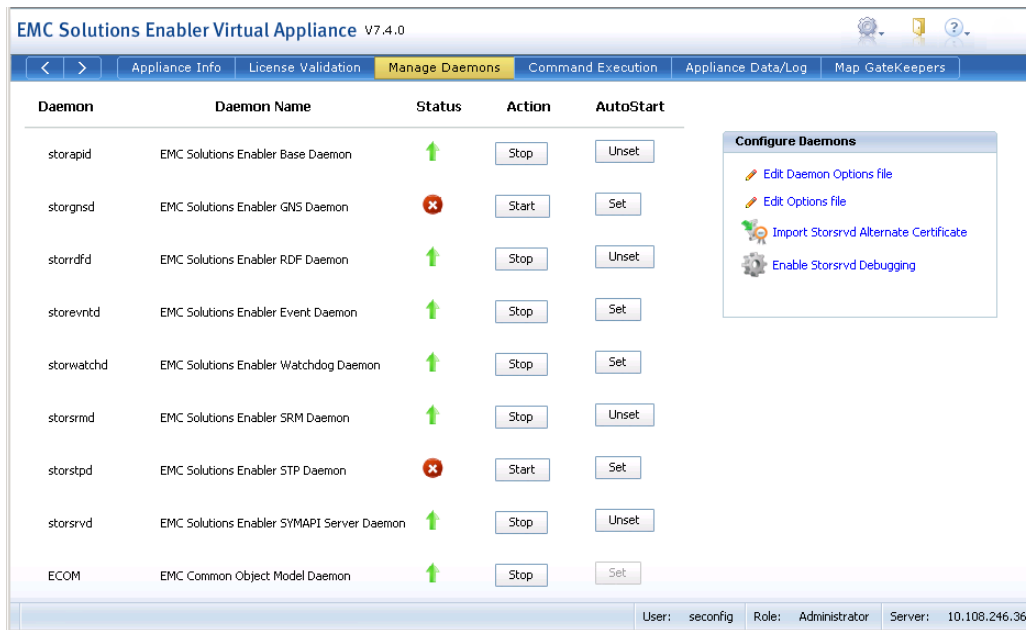 EMC Solutions Enabler Virtual Appliance V7.4.0
Appliance Info License Validation Manage Daemons Command Execution Appliance Data/Log Map GateKeepers
Daemon Daemon Name Status Action AutoStart
storapid EMC Solutions Enabler Base Daemon Stop Unset
storgnsd EMC Solutions Enabler GNS Daemon Start Set
storrdfd EMC Solutions Enabler RDF Daemon Stop Unset
storevntd EMC Solutions Enabler Event Daemon Stop Set
storwatchd EMC Solutions Enabler Watchdog Daemon Stop Set
storsrmd EMC Solutions Enabler SRM Daemon Stop Unset
storstpd EMC Solutions Enabler STP Daemon Start Set
storsrvd EMC Solutions Enabler SYMAPI Server Daemon Stop Unset
ECOM EMC Common Object Model Daemon Stop Set
Configure Daemons
Edit Daemon Options file
Edit Options file
Import Storsrvd Alternate Certificate
Enable Storsrvd Debugging
User: seconfig Role: Administrator Server: 10.108.246.36